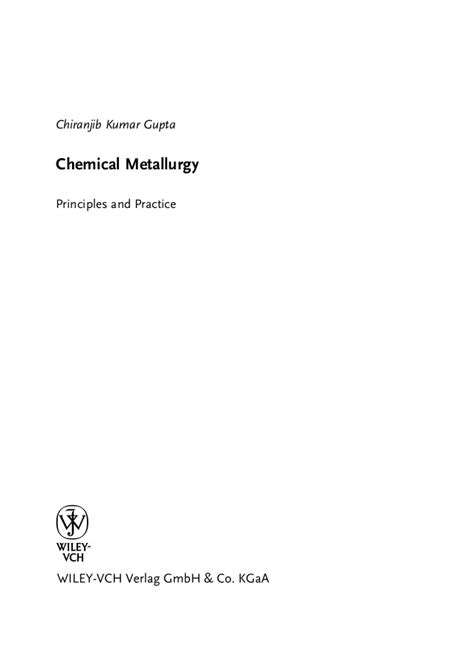 Chiranjib Kumar Gupta
Chemical Metallurgy
Principles and Practice
WILEY-
VCH
WILEY-VCH Verlag GmbH & Co. KGaA